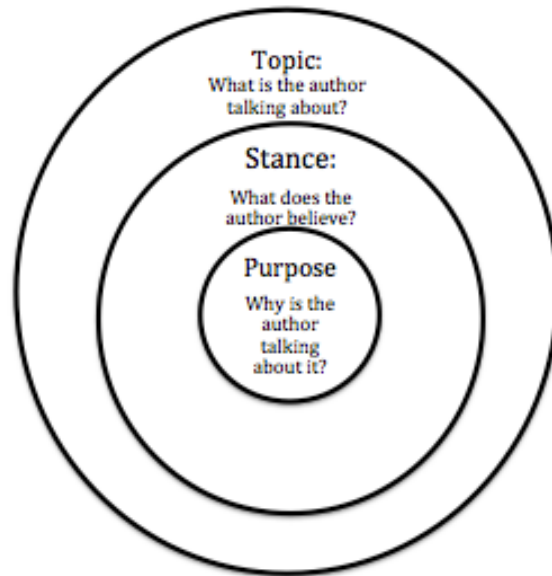 Topic:
What is the author
talking about?
Stance:
What does the
author believe?
Purpose
Why is the
author
talking
about it?